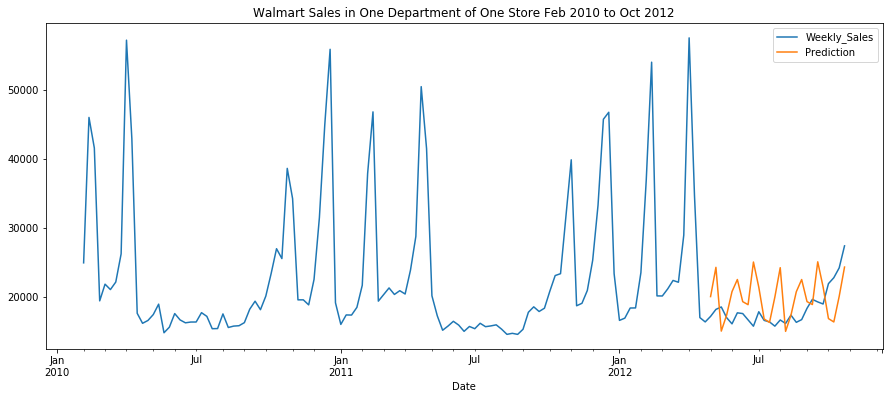 Walmart Sales in One Department of One Store Feb 2010 to Oct 2012
Weekly_Sales
Prediction
50000
40000
30000
20000
Jan
2010
Jul
Jan
2011
Jul
Jan
2012
Jul
Date